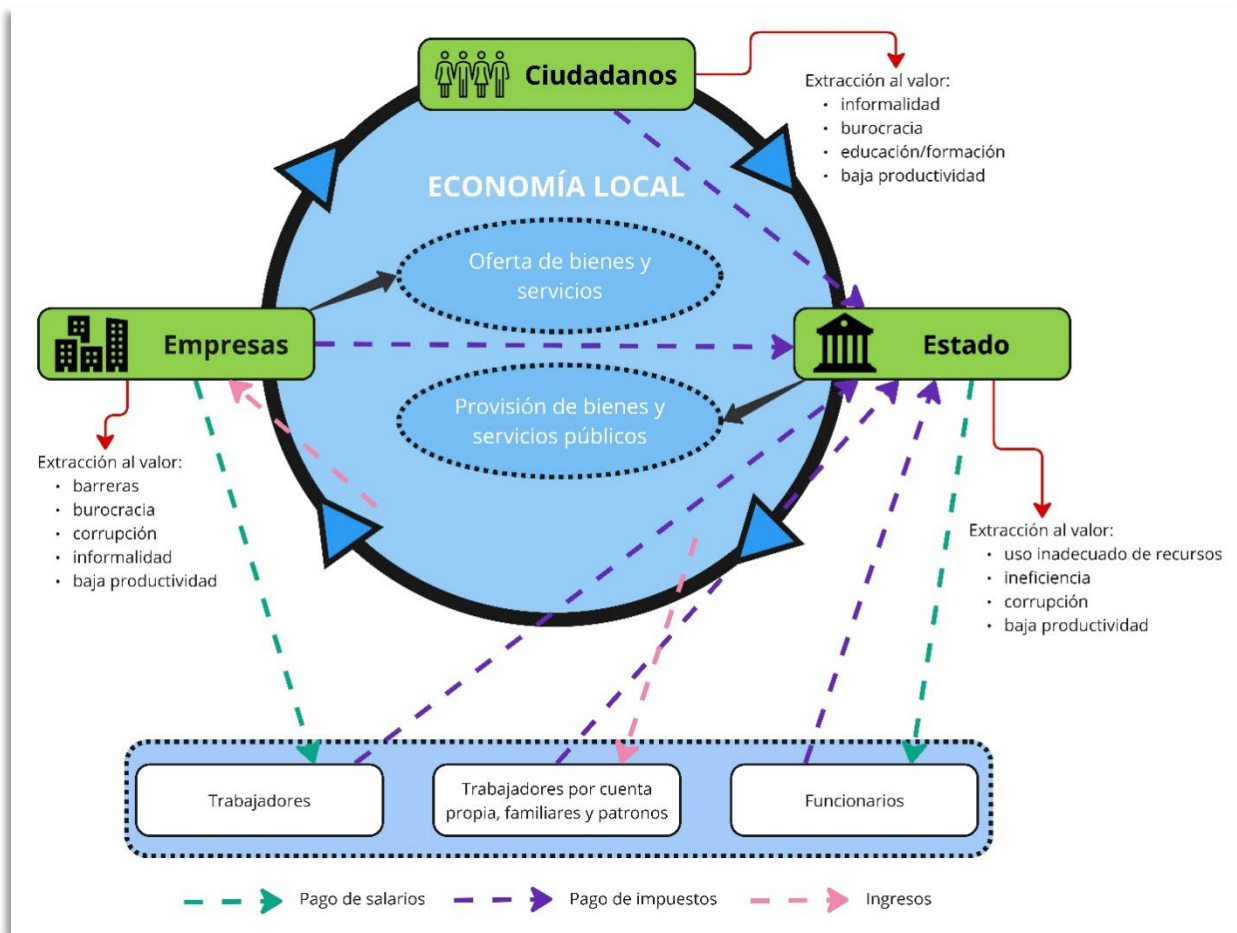 Ciudadanos
Extracción al valor:
• informalidad
• burocracia
• educación/formación
• baja productividad
ECONOMÍA LOCAL
Oferta de bienes y
servicios
Empresas
Estado
Provisión de bienes y
servicios públicos
Extracción al valor:
• barreras
• burocracia
• corrupción
• informalidad
• baja productividad
Extracción al valor:
• uso inadecuado de recursos
• ineficiencia
• corrupción
• baja productividad
Trabajadores
Trabajadores por cuenta
propia, familiares y patronos
Funcionarios
Pago de salarios
Pago de impuestos
Ingresos